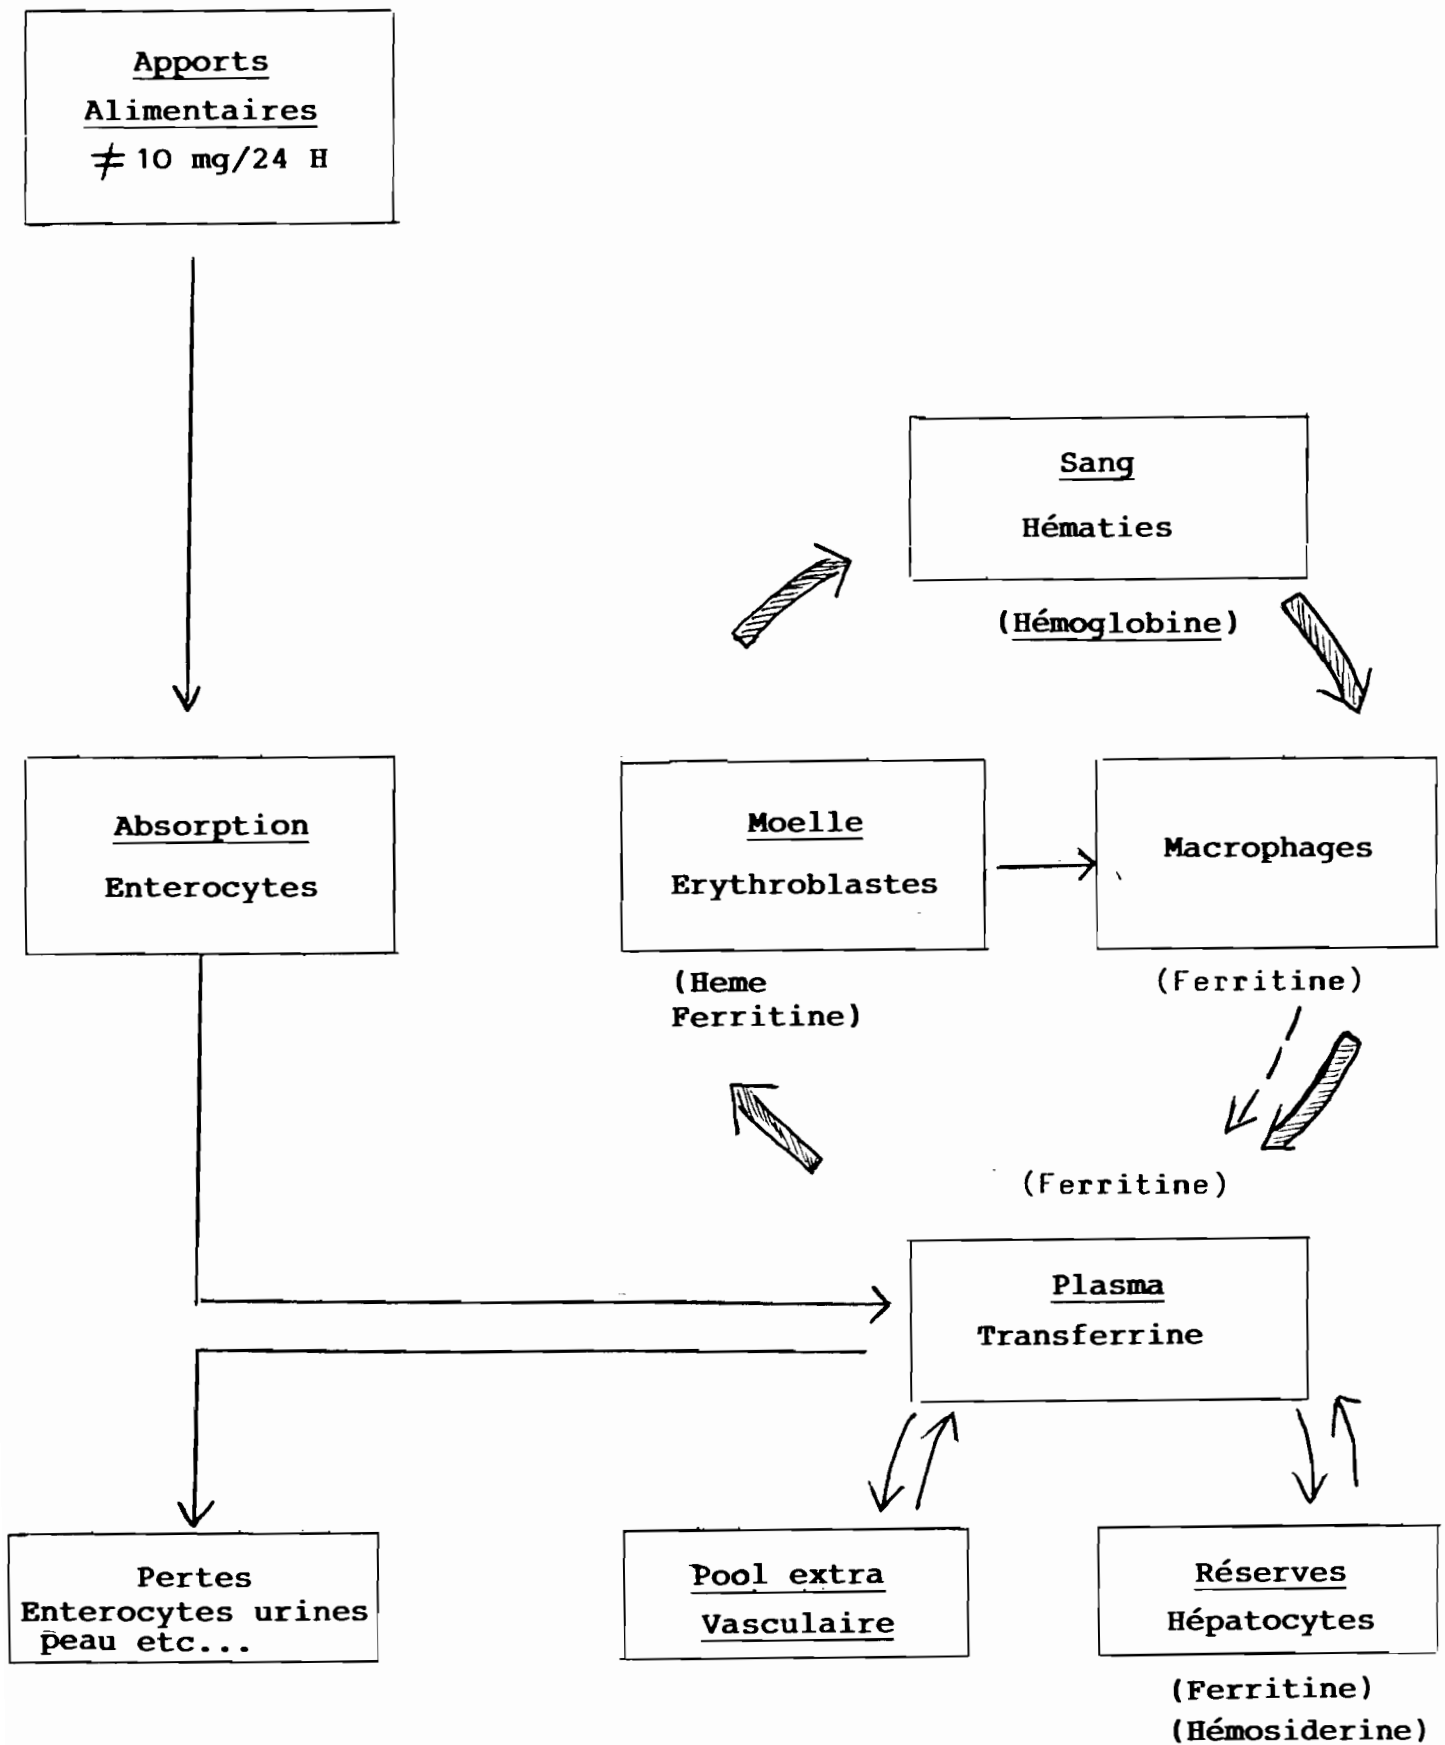 Apports
Alimentaires
≠ 10 mg/24 H
Sang
Hématies
(Hémoglobine)
Absorption
Enterocytes
Moelle
Erythroblastes
Macrophages
(Heme
Ferritine)
(Ferritine)
(Ferritine)
Plasma
Transferrine
Pertes
Enterocytes urines
peau etc...
Pool extra
Vasculaire
Réserves
Hépatocytes
(Ferritine)
(Hémosiderine)